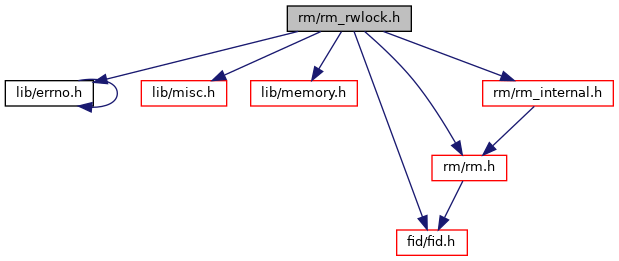 rm/rm_rwlock.h
lib/errno.h
lib/misc.h
lib/memory.h
rm/rm_internal.h
rm/rm.h
fid/fid.h